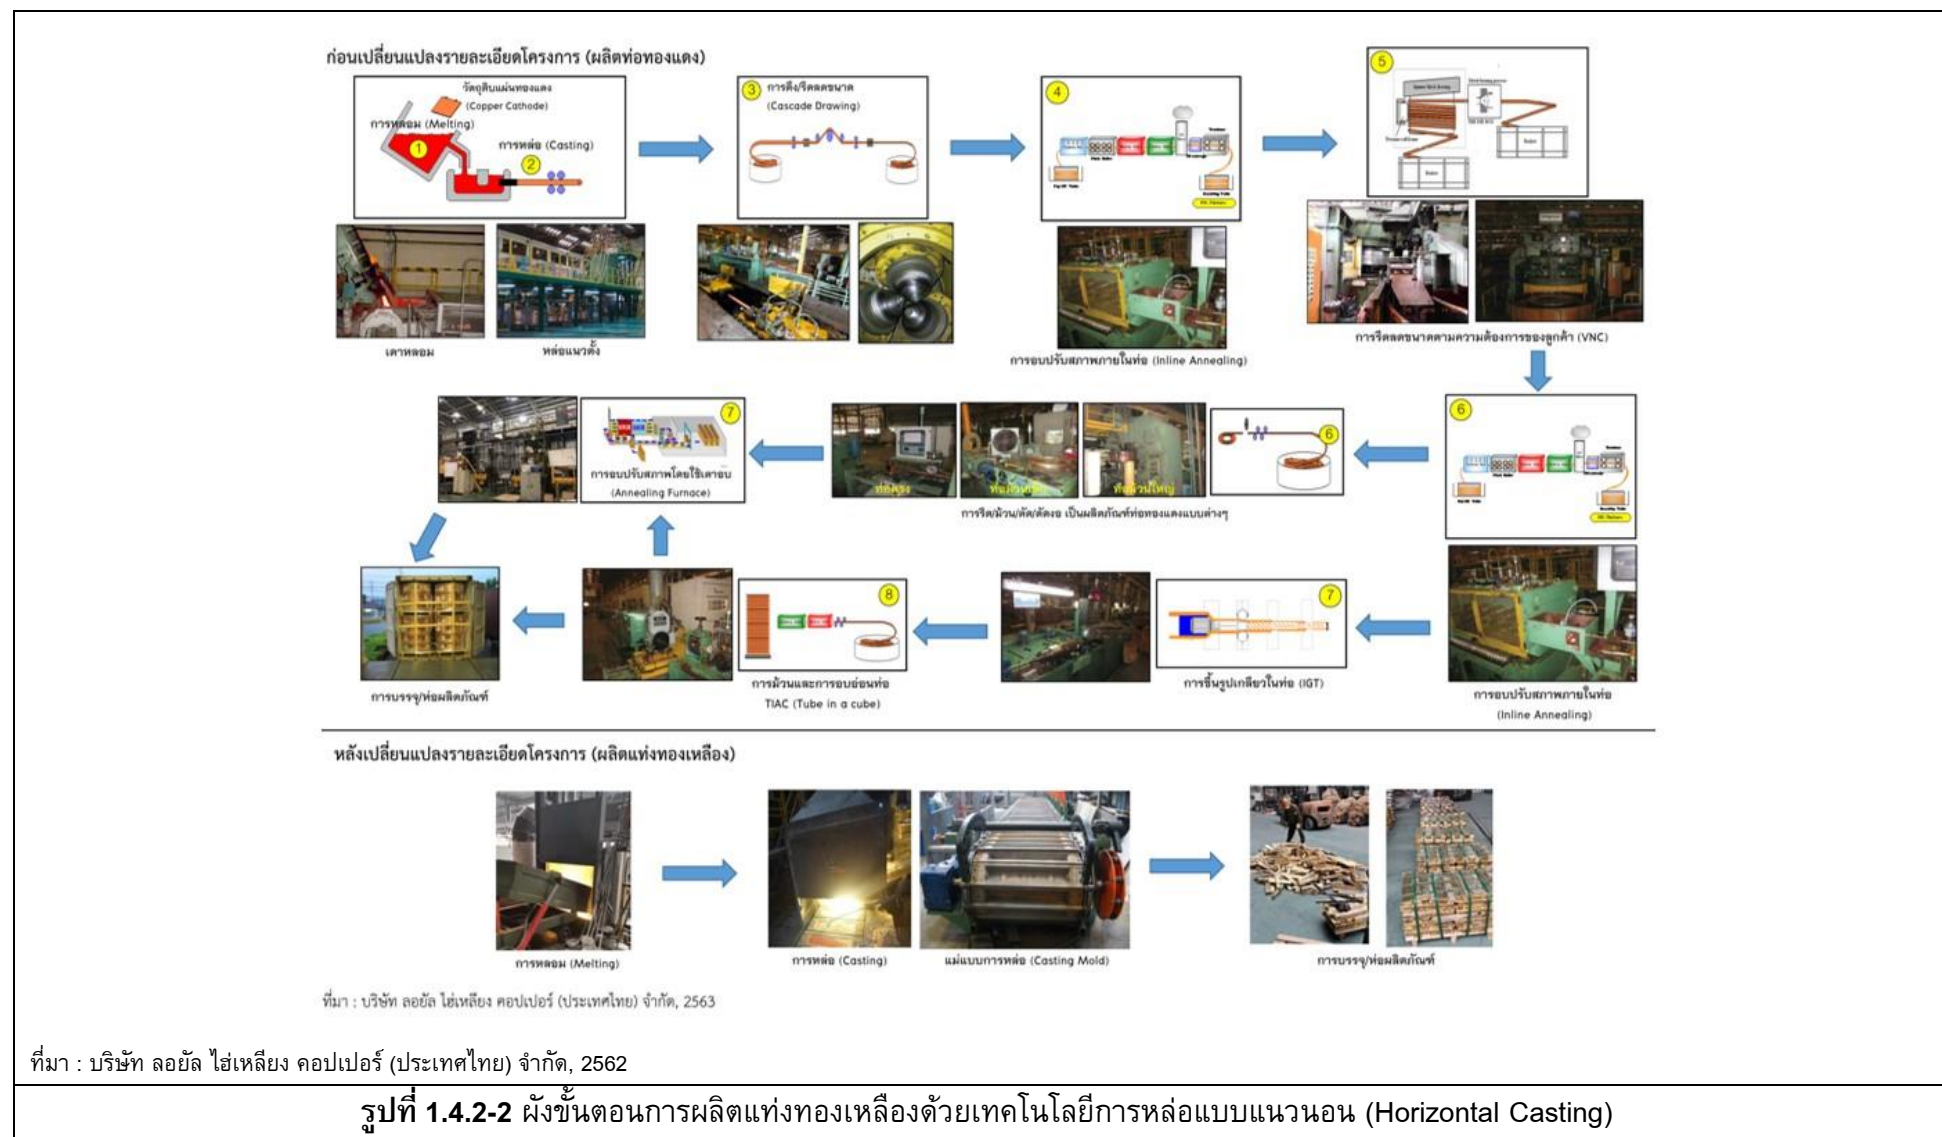 ก่อนเปลี่ยนแปลงรายละเอียดโครงการ (ผลิตท่อทองแดง)
วัตถุดิบแผ่นทองแดง
(Copper Cathode)
การหลอม (Melting)
1
การหล่อ (Casting)
2
เตาหลอม
หล่อแนวตั้ง
3
การดึง/รีดลดขนาด
(Cascade Drawing)
4
การอบปรับสภาพภายในท่อ (Inline Annealing)
5
การรีดลดขนาดตามความต้องการของลูกค้า (VNC)
7
การอบปรับสภาพโดยใช้เตาอบ
(Annealing Furnace)
ท่อตรง
ท่อม้วนใหญ่
6
การรีด/ม้วน/ตัด/ดัดงอ เป็นผลิตภัณฑ์ท่อทองแดงแบบต่างๆ
6
การอบปรับสภาพภายในท่อ
(Inline Annealing)
7
การขึ้นรูปเกลียวในท่อ (IGT)
8
การม้วนและการอบอ่อนท่อ
TIAC (Tube in a cube)
การบรรจุ/ห่อผลิตภัณฑ์
หลังเปลี่ยนแปลงรายละเอียดโครงการ (ผลิตแท่งทองเหลือง)
การหลอม (Melting)
การหล่อ (Casting)
แม่แบบการหล่อ (Casting Mold)
การบรรจุ/ห่อผลิตภัณฑ์
ที่มา : บริษัท ลอยัล ไฮ่เหลียง คอปเปอร์ (ประเทศไทย) จำกัด, 2563
ที่มา : บริษัท ลอยัล ไฮ่เหลียง คอปเปอร์ (ประเทศไทย) จำกัด, 2562
รูปที่ 1.4.2-2 ผังขั้นตอนการผลิตแท่งทองเหลืองด้วยเทคโนโลยีการหล่อแบบแนวนอน (Horizontal Casting)